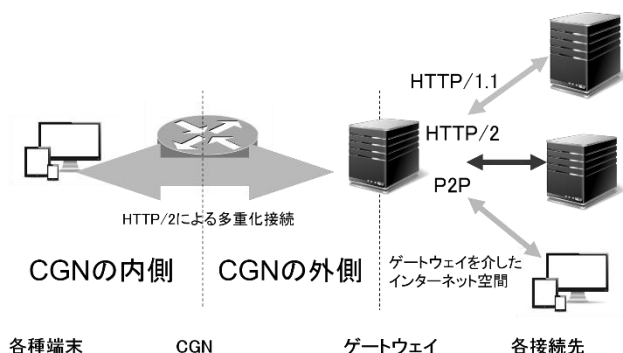 HTTP/1.1
HTTP/2
P2P
HTTP/2による多重化接続
CGNの内側
CGNの外側
ゲートウェイを介した
インターネット空間
各種端末
CGN
ゲートウェイ
各接続先